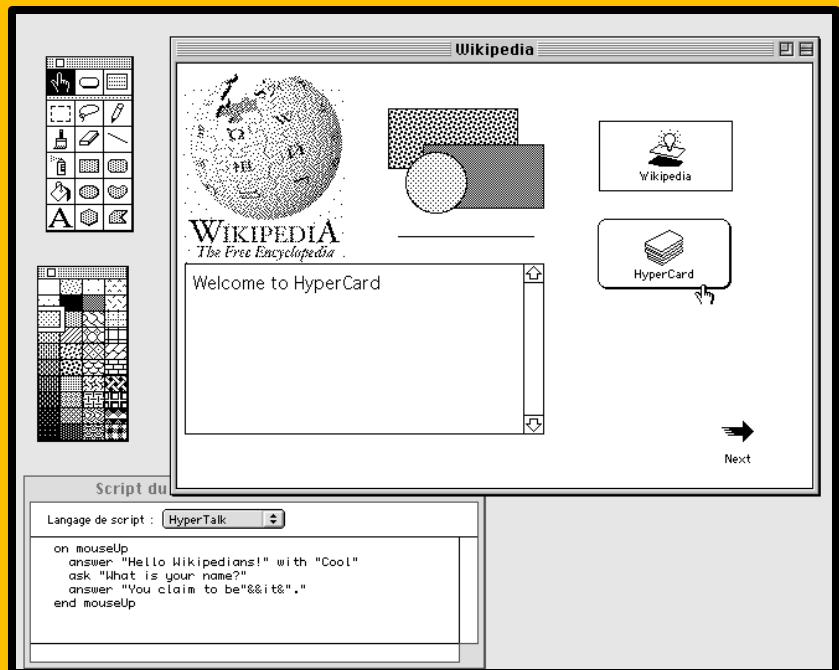 Wikipedia
WIKIPEDIA
The Free Encyclopedia
Wikipedia
HyperCard
Welcome to HyperCard
Next
A
Script du
Langage de script : HyperTalk
on mouseUp
answer "Hello Wikipedians!" with "Cool"
ask "What is your name?"
answer "You claim to be"&&it&"."
end mouseUp